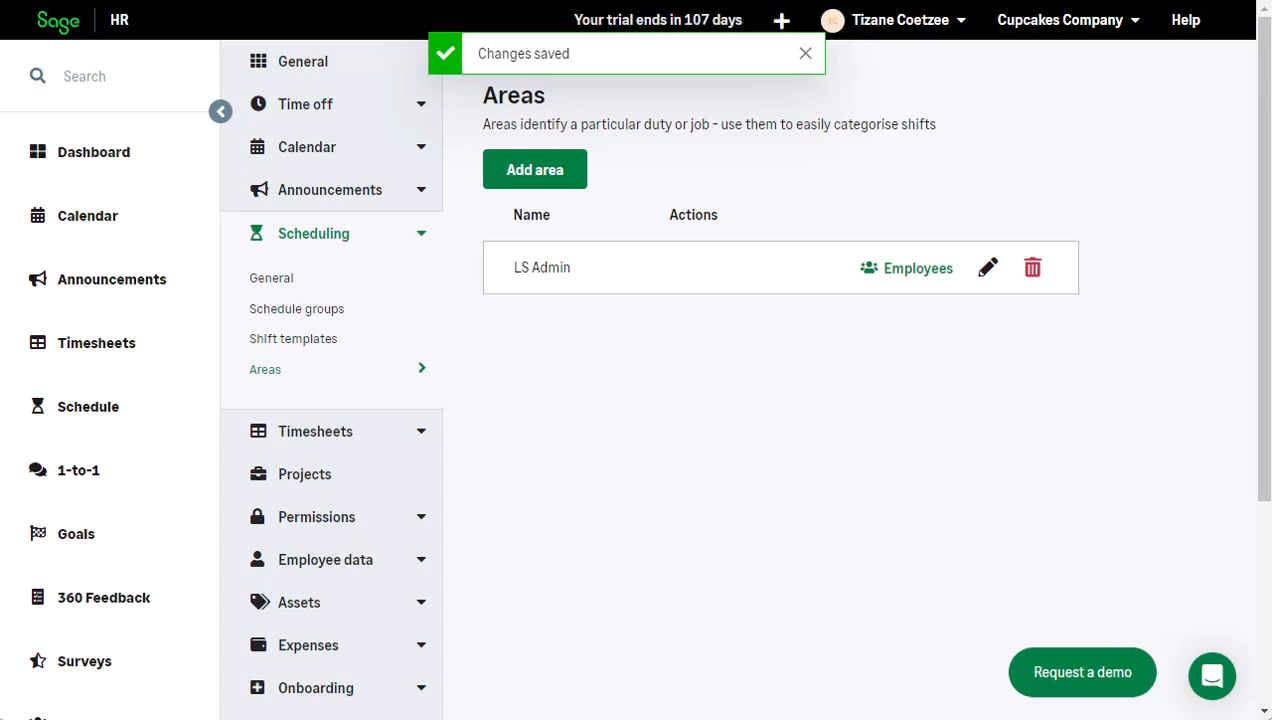 Sage HR Your trial ends in 107 days TC Tizane Coetzee Cupcakes Company Help
Changes saved
Search
Dashboard
Calendar
Announcements
Timesheets
Schedule
1-to-1
Goals
360 Feedback
Surveys
General
Time off
Calendar
Announcements
Scheduling
General
Schedule groups
Shift templates
Areas
Timesheets
Projects
Permissions
Employee data
Assets
Expenses
Onboarding
Areas
Areas identify a particular duty or job - use them to easily categorise shifts
Add area
Name Actions
LS Admin Employees
Request a demo